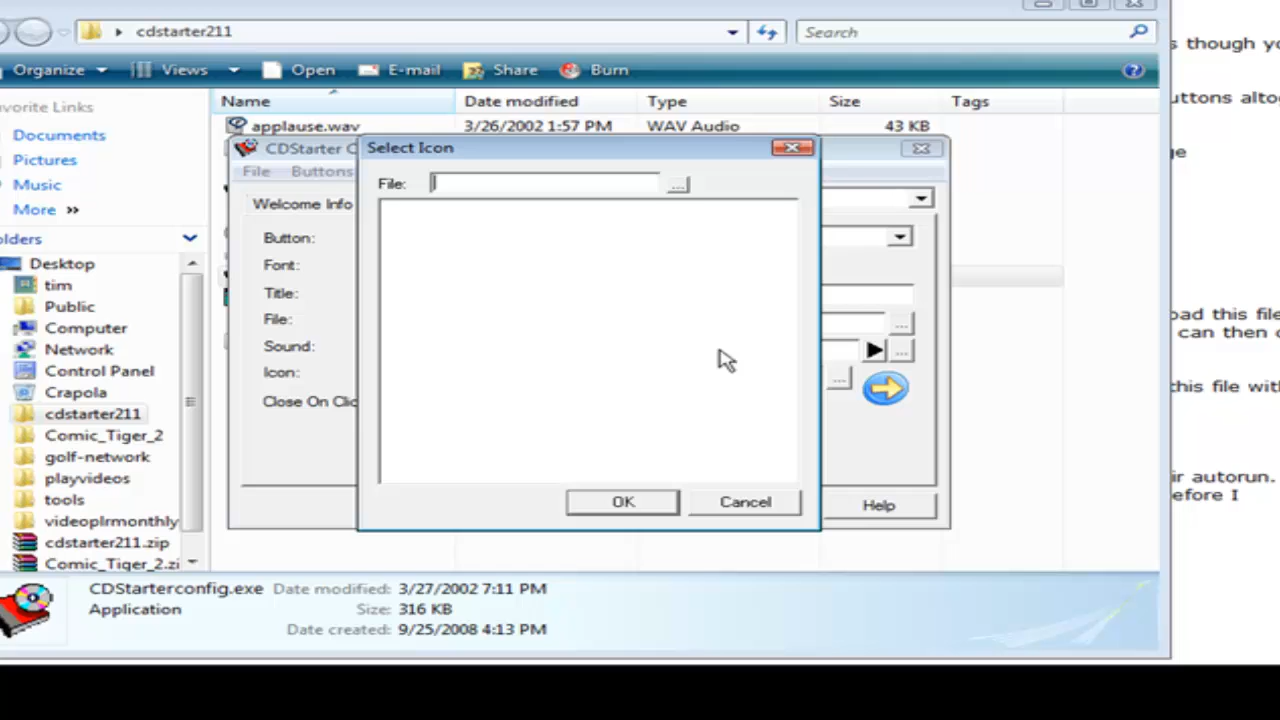 cdstarter211
Search
s though yo
Organize Views Open E-mail Share Burn
uttons altog
avorite Links
Name Date modified Type Size Tags
Documents
applause.wav 3/26/2002 1:57 PM WAV Audio 43 KB
Pictures
CDStarter C
Select Icon
ge
File Buttons
Music
File: ...
Welcome Info
More »
olders
Button:
Desktop
Font:
tim
Title:
Public
File: ...
oad this file
Computer
can then c
Network
Sound: ...
Control Panel
Icon: ...
Crapola
this file with
Close On Clic
cdstarter211
Comic_Tiger_2
golf-network
playvideos
ir autorun.
tools
efore I
OK Cancel Help
videoplrmonthly
cdstarter211.zip
Comic_Tiger_2.zi
CDStarterconfig.exe Date modified: 3/27/2002 7:11 PM
Application Size: 316 KB
Date created: 9/25/2008 4:13 PM